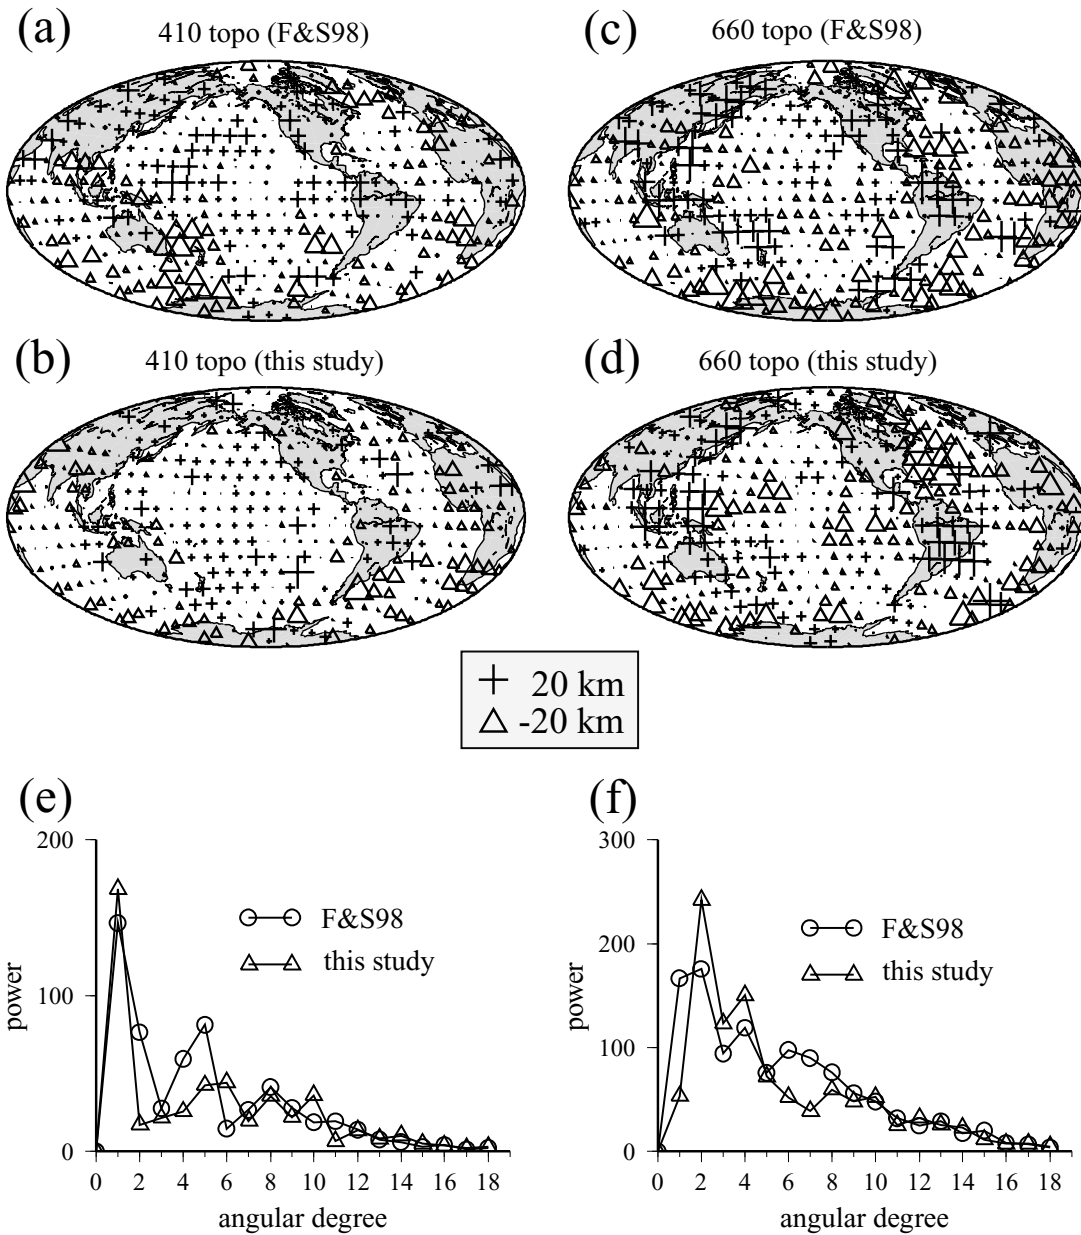 (a)
410 topo (F&S98)
(c)
660 topo (F&S98)
(b)
410 topo (this study)
(d)
660 topo (this study)
20 km
-20 km
(e)
200
100
0
power
F&S98
this study
0 2 4 6 8 10 12 14 16 18
angular degree
(f)
300
200
100
0
power
F&S98
this study
0 2 4 6 8 10 12 14 16 18
angular degree